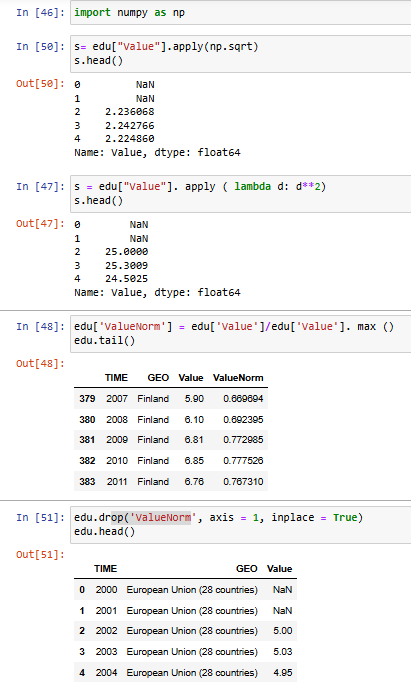 In [46]: import numpy as np
In [50]: s= edu["Value"].apply(np.sqrt)
s.head()
Out[50]: 0 NaN
1 NaN
2 2.236068
3 2.242766
4 2.224860
Name: Value, dtype: float64
In [47]: s = edu["Value"]. apply ( lambda d: d**2)
s.head()
Out[47]: 0 NaN
1 NaN
2 25.0000
3 25.3009
4 24.5025
Name: Value, dtype: float64
In [48]: edu['ValueNorm'] = edu['Value']/edu['Value']. max ()
edu.tail()
Out[48]:
TIME GEO Value ValueNorm
379 2007 Finland 5.90 0.669694
380 2008 Finland 6.10 0.692395
381 2009 Finland 6.81 0.772985
382 2010 Finland 6.85 0.777526
383 2011 Finland 6.76 0.767310
In [51]: edu.drop('ValueNorm', axis = 1, inplace = True)
edu.head()
Out[51]:
TIME GEO Value
0 2000 European Union (28 countries) NaN
1 2001 European Union (28 countries) NaN
2 2002 European Union (28 countries) 5.00
3 2003 European Union (28 countries) 5.03
4 2004 European Union (28 countries) 4.95